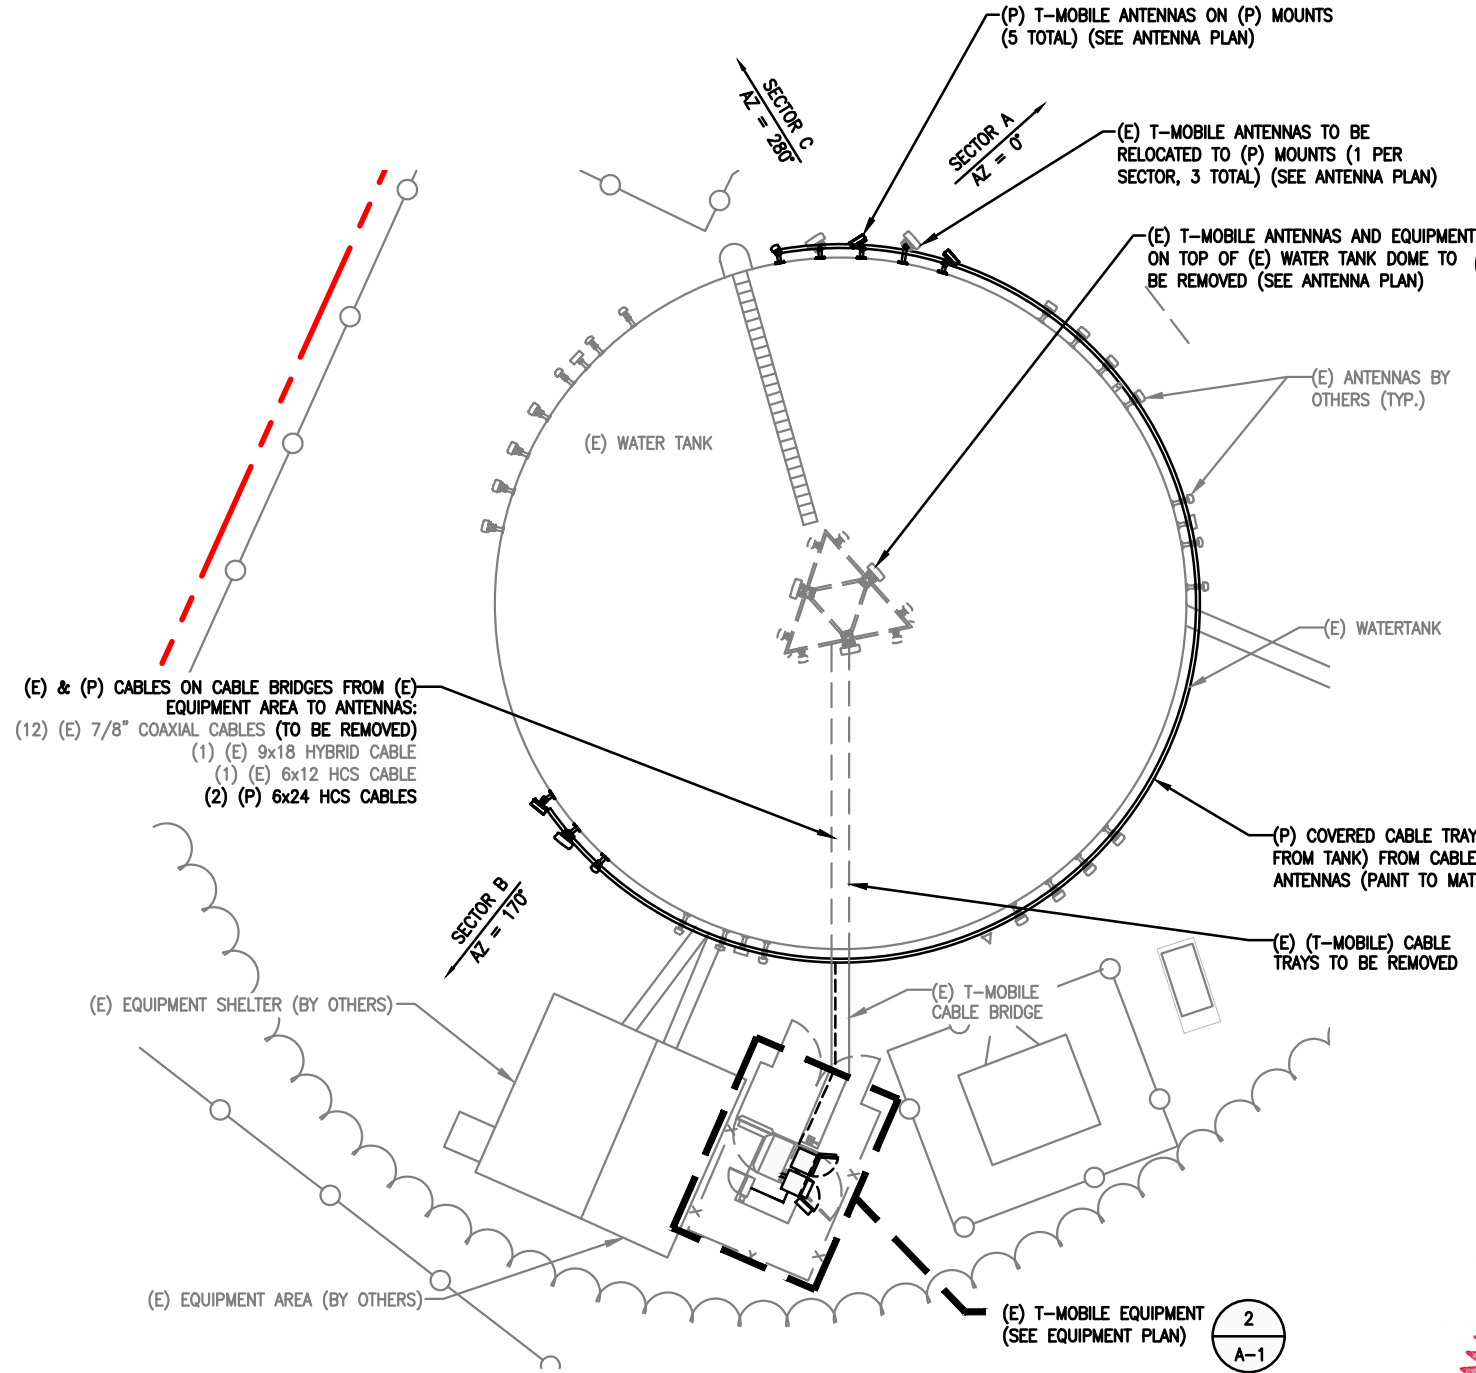 (P) T-MOBILE ANTENNAS ON (P) MOUNTS
(5 TOTAL) (SEE ANTENNA PLAN)
SECTOR C
AZ = 280°
SECTOR A
AZ = 0°
(E) T-MOBILE ANTENNAS TO BE
RELOCATED TO (P) MOUNTS (1 PER
SECTOR, 3 TOTAL) (SEE ANTENNA PLAN)
(E) T-MOBILE ANTENNAS AND EQUIPMENT
ON TOP OF (E) WATER TANK DOME TO
BE REMOVED (SEE ANTENNA PLAN)
(E) ANTENNAS BY
OTHERS (TYP.)
(E) WATER TANK
(E) WATERTANK
(E) & (P) CABLES ON CABLE BRIDGES FROM (E)
EQUIPMENT AREA TO ANTENNAS:
(12) (E) 7/8" COAXIAL CABLES (TO BE REMOVED)
(1) (E) 9x18 HYBRID CABLE
(1) (E) 6x12 HCS CABLE
(2) (P) 6x24 HCS CABLES
(P) COVERED CABLE TRAY
FROM TANK) FROM CABLE
ANTENNAS (PAINT TO MAT
SECTOR B
AZ = 170°
(E) (T-MOBILE) CABLE
TRAYS TO BE REMOVED
(E) EQUIPMENT SHELTER (BY OTHERS)
(E) T-MOBILE
CABLE BRIDGE
(E) EQUIPMENT AREA (BY OTHERS)
(E) T-MOBILE EQUIPMENT
(SEE EQUIPMENT PLAN)
2
A-1